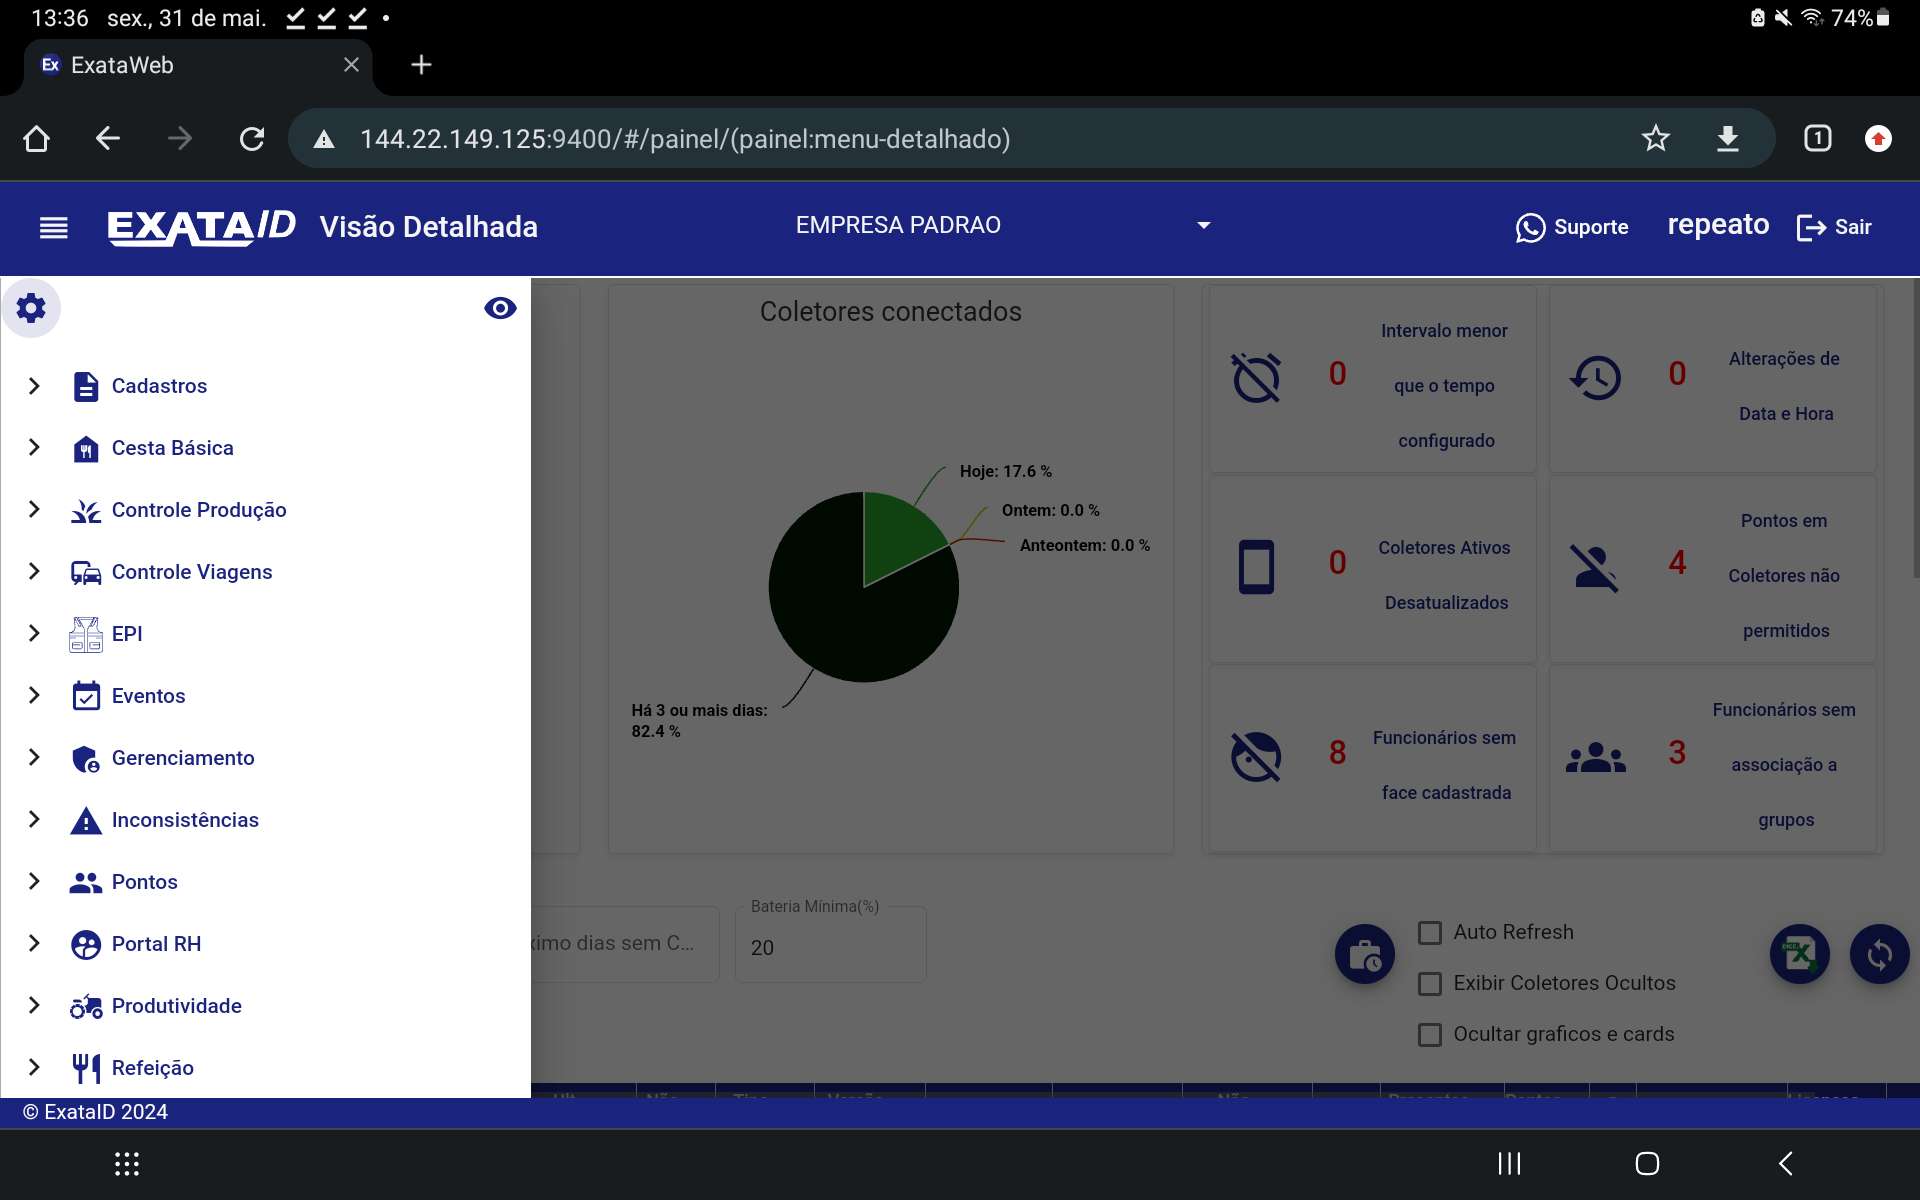 13:36 sex., 31 de mai. 74%
Ex ExataWeb
144.22.149.125:9400/#/painel/(painel:menu-detalhado)
1
EXATAID Visão Detalhada EMPRESA PADRAO Suporte repeato Sair
Cadastros
Cesta Básica
Controle Produção
Controle Viagens
EPI
Eventos
Gerenciamento
Inconsistências
Pontos
Portal RH
Produtividade
Refeição
Coletores conectados
Hoje: 17.6 %
Ontem: 0.0 %
Anteontem: 0.0 %
Há 3 ou mais dias:
82.4 %
0 Intervalo menor
que o tempo
configurado
0 Alterações de
Data e Hora
0 Coletores Ativos
Desatualizados
4 Pontos em
Coletores não
permitidos
8 Funcionários sem
face cadastrada
3 Funcionários sem
associação a
grupos
ximo dias sem C...
Bateria Mínima(%)
20
Auto Refresh
Exibir Coletores Ocultos
Ocultar graficos e cards
© ExataID 2024